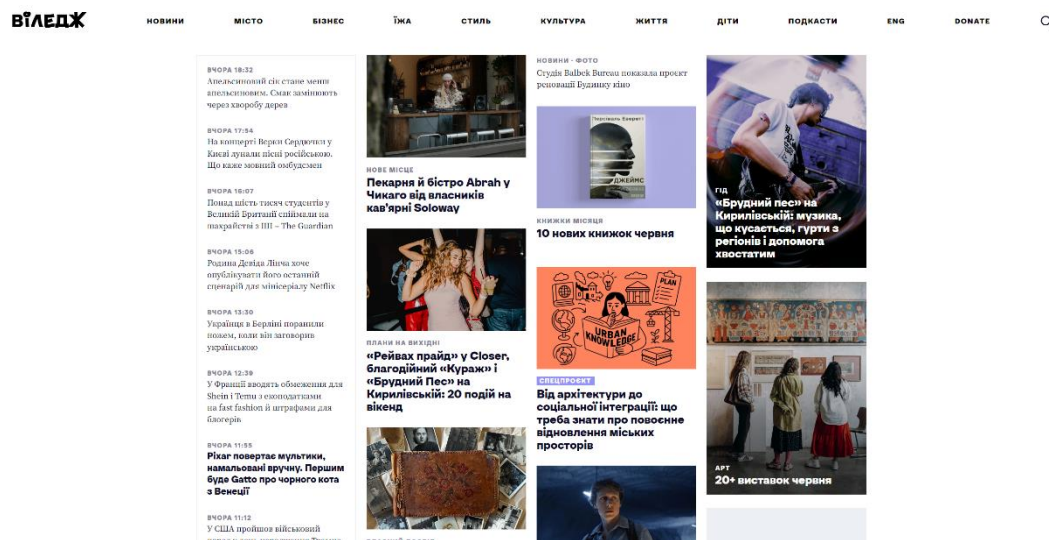 ВіЛЕДЖ
НОВИНИ
МІСТО
БІЗНЕС
ЇЖА
СТИЛЬ
КУЛЬТУРА
ЖИТТЯ
ДІТИ
ПОДКАСТИ
ENG
DONATE
ВЧОРА 18:32
Апельсиновий сік стане менш
апельсиновим. Смак замінюють
через хворобу дерев
ВЧОРА 17:54
На концерті Вєрки Сердючки у
Києві лунали пісні російською.
Що каже мовний омбудсмен
ВЧОРА 16:07
Понад шість тисяч студентів у
Великій Британії спіймали на
шахрайстві з ШІ – The Guardian
ВЧОРА 15:06
Родина Девіда Лінча хоче
опублікувати його останній
сценарій для мінісеріалу Netflix
ВЧОРА 13:30
Українця в Берліні поранили
ножем, коли він заговорив
українською
ВЧОРА 12:39
У Франції вводять обмеження для
Shein і Temu з екоподатками
на fast fashion й штрафами для
блогерів
ВЧОРА 11:55
Pixar повертає мультики,
намальовані вручну. Першим
буде Gatto про чорного кота
з Венеції
ВЧОРА 11:12
У США пройшов військовий
НОВЕ МІСЦЕ
Пекарня й бістро Abrah у
Чикаго від власників
кав’ярні Soloway
ПЛАНИ НА ВИХІДНІ
«Рейвах прайд» у Closer,
благодійний «Кураж» і
«Брудний Пес» на
Кирилівській: 20 подій на
вікенд
НОВИНИ · ФОТО
Студія Balbek Bureau показала проєкт
реновації Будинку кіно
Персіваль Еверетт
ДЖЕЙМС
КНИЖКИ МІСЯЦЯ
10 нових книжок червня
PLAN
URBAN
KNOWLEDGE
СПЕЦПРОЄКТ
Від архітектури до
соціальної інтеграції: що
треба знати про повоєнне
відновлення міських
просторів
ГІД
«Брудний пес» на
Кирилівській: музика,
що кусається, гурти з
регіонів і допомога
хвостатим
АРТ
20+ виставок червня